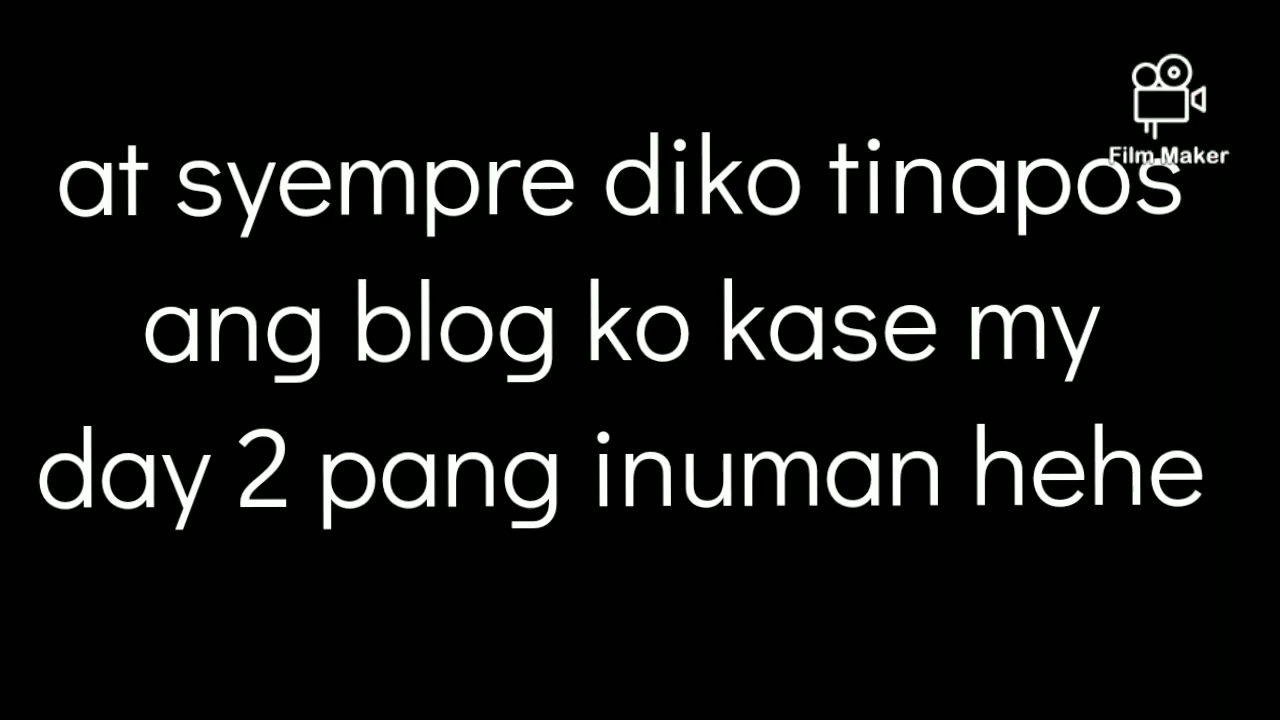 Film Maker
at syempre diko tinapos
ang blog ko kase my
day 2 pang inuman hehe